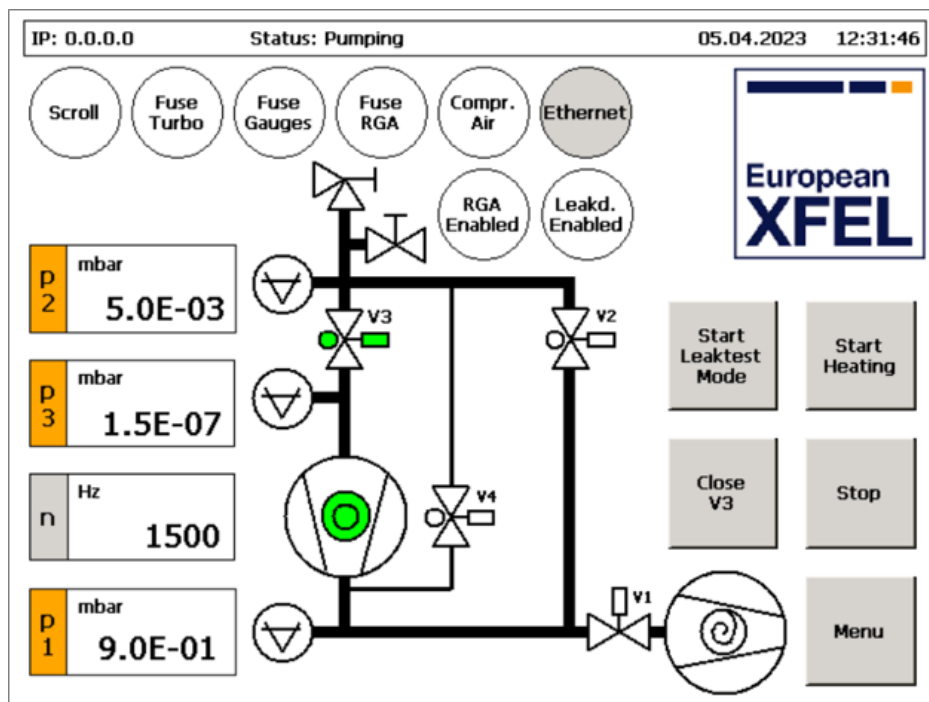 IP: 0.0.0.0 Status: Pumping 05.04.2023 12:31:46
Scroll
Fuse
Turbo
Fuse
Gauges
Fuse
RGA
Compr.
Air
Ethernet
RGA
Enabled
Leakd.
Enabled
European
XFEL
p
2
mbar
5.0E-03
V3
V2
Start
Leaktest
Mode
Start
Heating
p
3
mbar
1.5E-07
n
Hz
1500
V4
Close
V3
Stop
p
1
mbar
9.0E-01
V1
Menu